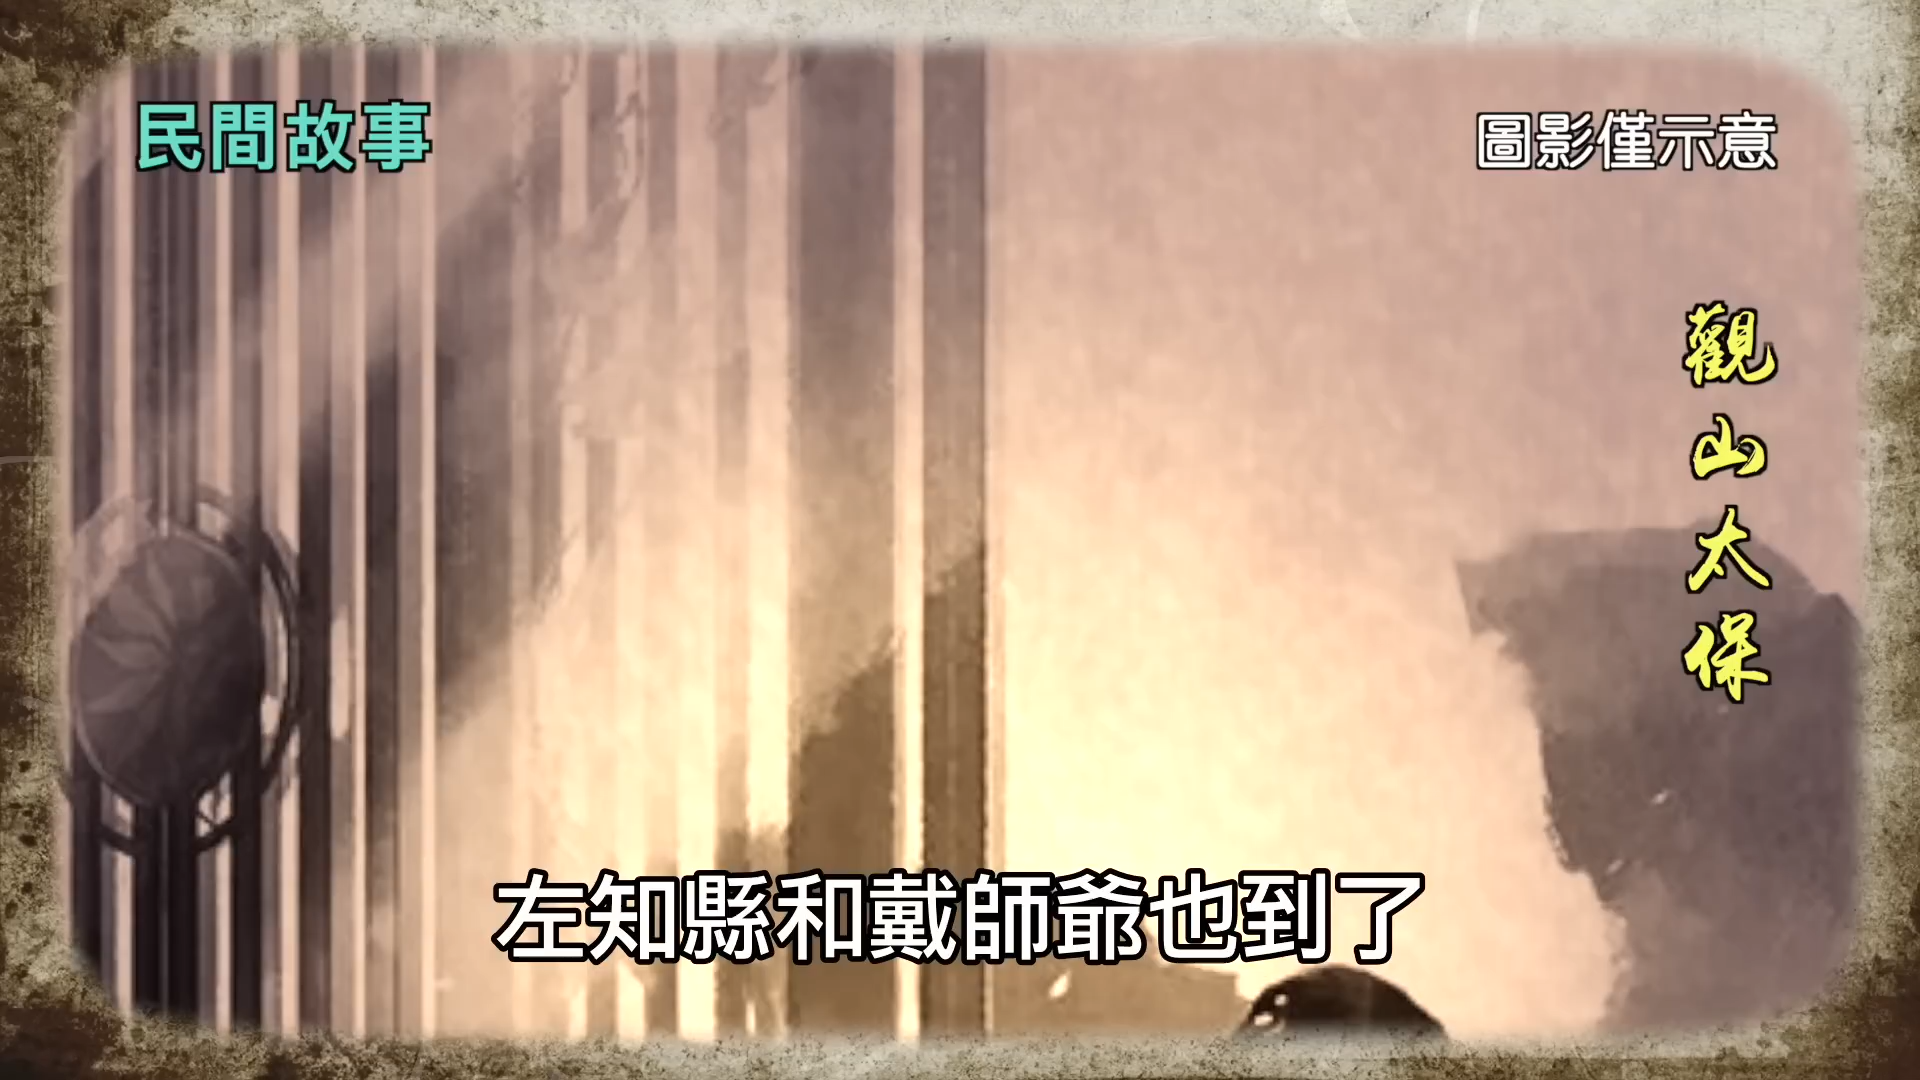 民間故事
圖影僅示意
觀山太保
左知縣和戴師爺也到了